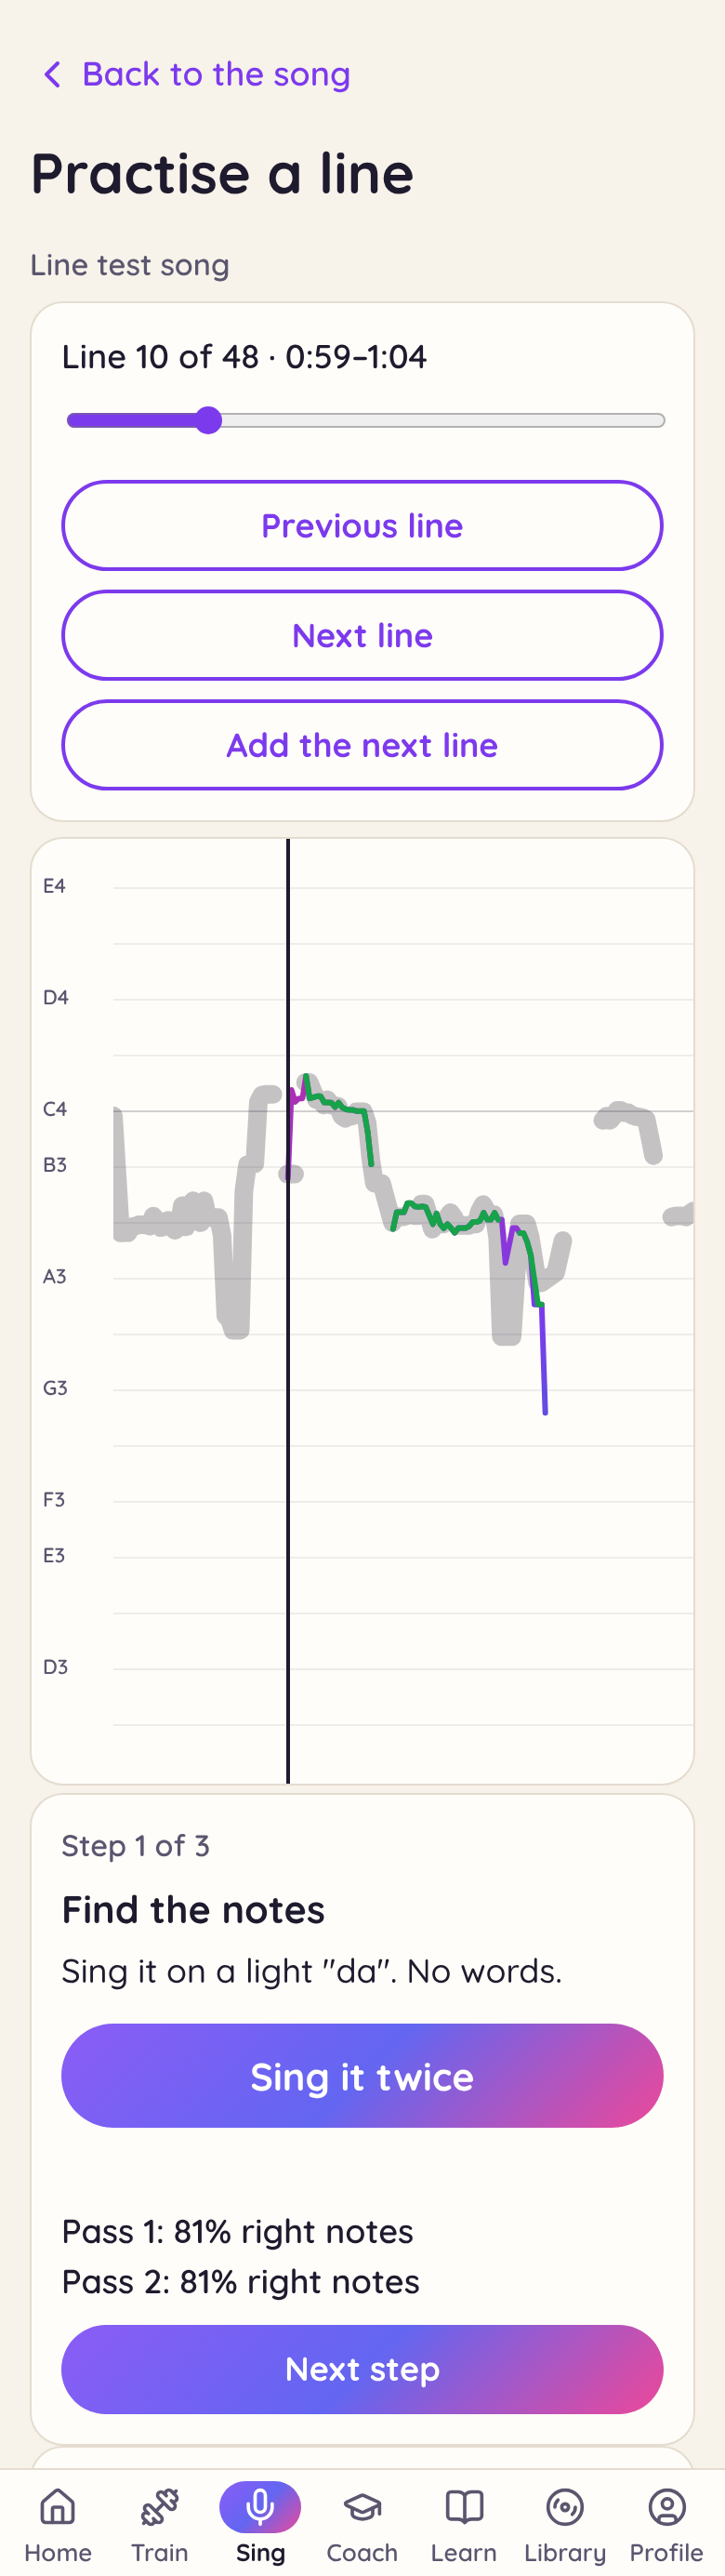 Back to the song
Practise a line
Line test song
Line 10 of 48 · 0:59–1:04
Previous line
Next line
Add the next line
E4
D4
C4
B3
A3
G3
F3
E3
D3
Step 1 of 3
Find the notes
Sing it on a light "da". No words.
Sing it twice
Pass 1: 81% right notes
Pass 2: 81% right notes
Next step
Home Train Sing Coach Learn Library Profile